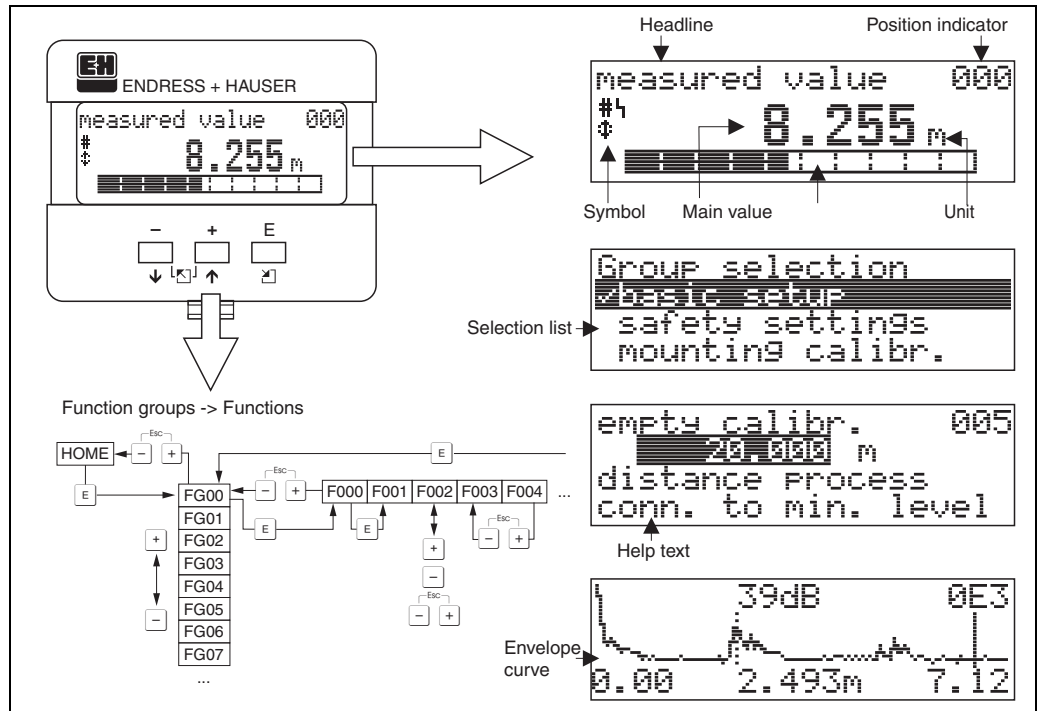 Headline
Position indicator
E+H
ENDRESS + HAUSER
measured value 000
# 
8.255 m
– + E
measured value 000
#
8.255 m
Symbol
Main value
Unit
Group selection
basic setup
safety settings
mounting calibr.
Selection list
empty calibr. 005
20.000 m
distance process
conn. to min. level
Help text
39dB 0E3
0.00 2.493m 7.12
Envelope
curve
Function groups -> Functions
Esc
HOME – +
E
E
Esc
– +
FG00
F000 F001 F002 F003 F004 ...
E
E
Esc
– +
+
–
Esc
– +
FG01
FG02
FG03
FG04
FG05
FG06
FG07
...
+
–